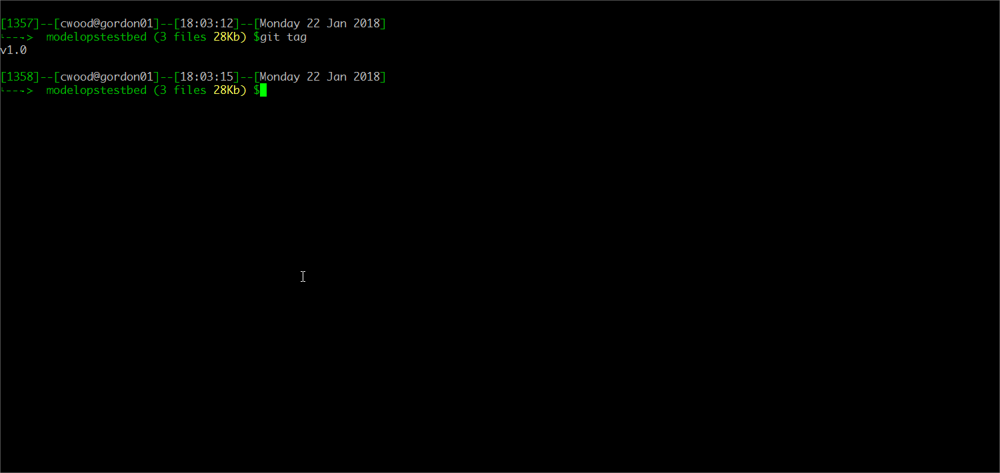 [1357]--[cwood@gordon01]--[18:03:12]--[Monday 22 Jan 2018]
└---> modelopstestbed (3 files 28Kb) $git tag
v1.0
[1358]--[cwood@gordon01]--[18:03:15]--[Monday 22 Jan 2018]
└---> modelopstestbed (3 files 28Kb) $